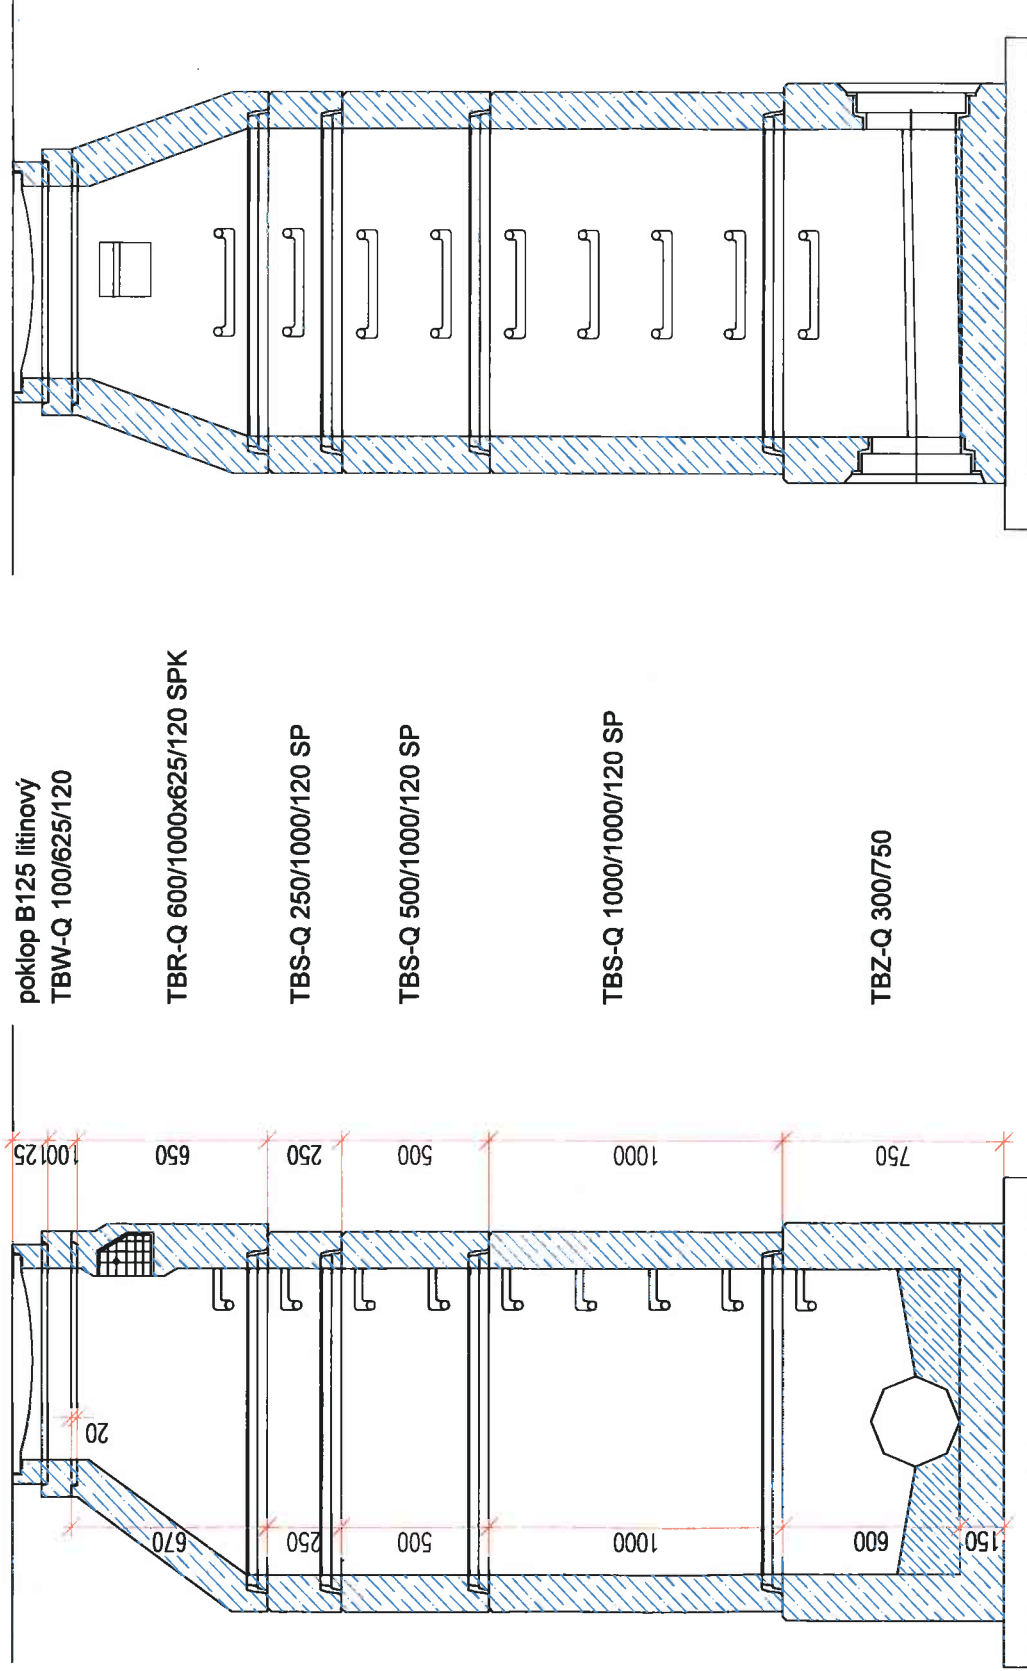 poklop B125 litinový
TBW-Q 100/625/120
TBR-Q 600/1000x625/120 SPK
TBS-Q 250/1000/120 SP
TBS-Q 500/1000/120 SP
TBS-Q 1000/1000/120 SP
TBZ-Q 300/750
125
100
650
250
500
1000
750
20
670
250
500
1000
600
150